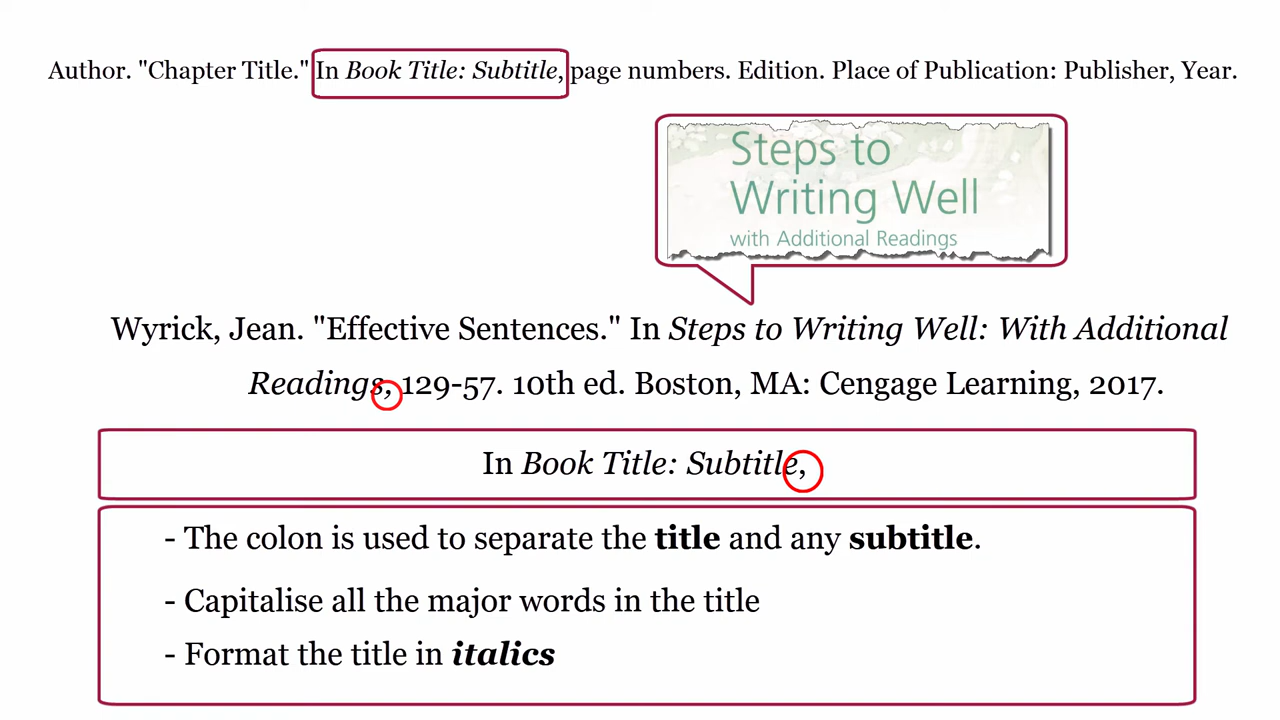 Author. "Chapter Title." In Book Title: Subtitle, page numbers. Edition. Place of Publication: Publisher, Year.
Steps to
Writing Well
with Additional Readings
Wyrick, Jean. "Effective Sentences." In Steps to Writing Well: With Additional
Readings, 129-57. 10th ed. Boston, MA: Cengage Learning, 2017.
In Book Title: Subtitle,
- The colon is used to separate the title and any subtitle.
- Capitalise all the major words in the title
- Format the title in italics